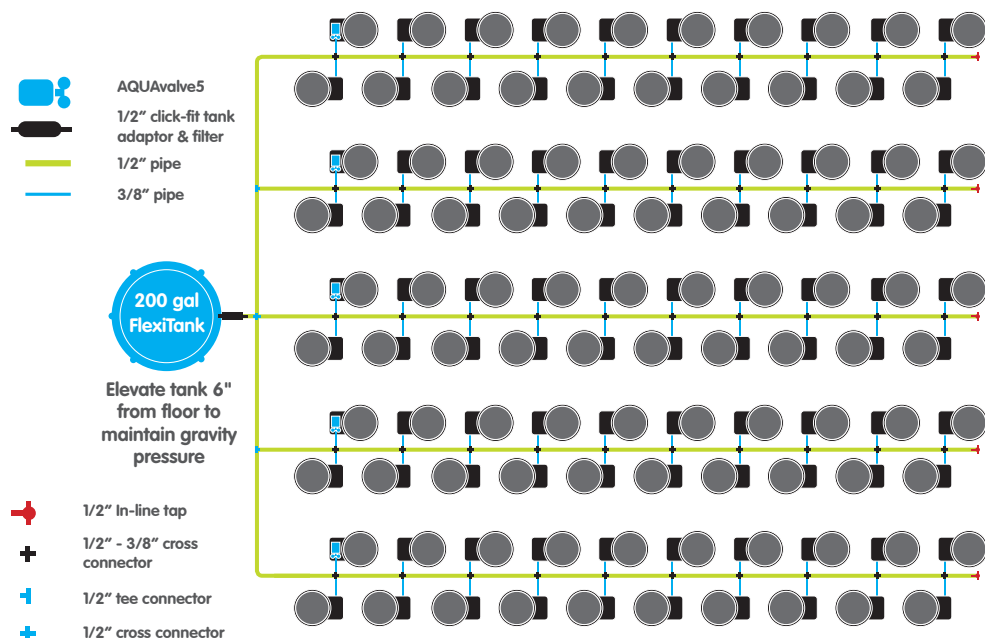 AQUAvalve5
1/2” click-fit tank
adaptor & filter
1/2” pipe
3/8” pipe
200 gal
FlexiTank
Elevate tank 6"
from floor to
maintain gravity
pressure
1/2” In-line tap
1/2” - 3/8” cross
connector
1/2” tee connector
1/2” cross connector